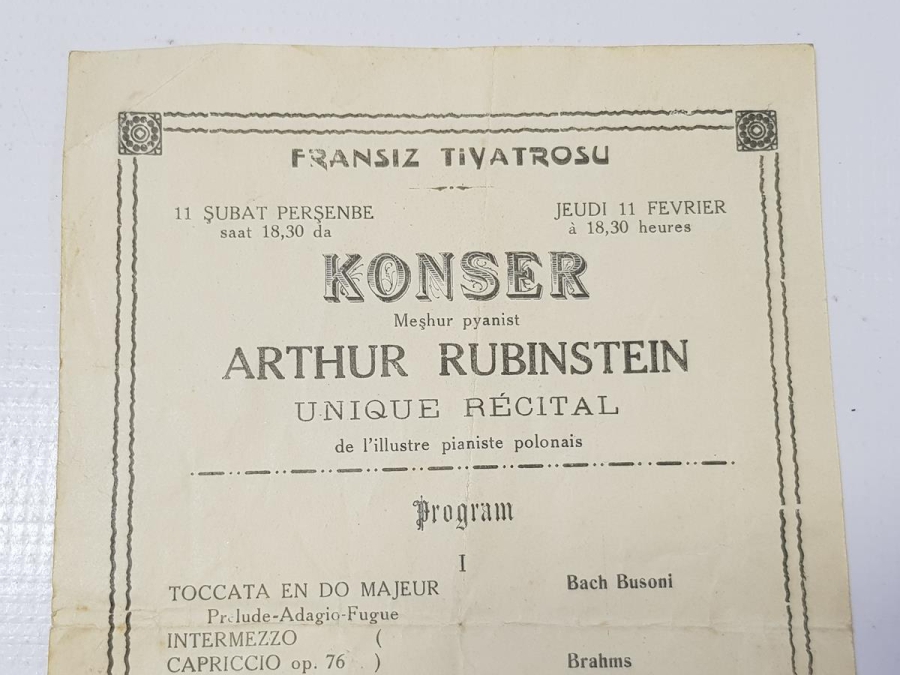 FRANSIZ TİYATROSU
11 ŞUBAT PERŞENBE
saat 18,30 da
JEUDI 11 FEVRIER
à 18,30 heures
KONSER
Meşhur pyanist
ARTHUR RUBINSTEIN
UNIQUE RÉCITAL
de l'illustre pianiste polonais
Program
I
TOCCATA EN DO MAJEUR Bach Busoni
Prelude-Adagio-Fugue
INTERMEZZO (
CAPRICCIO op. 76 ) Brahms